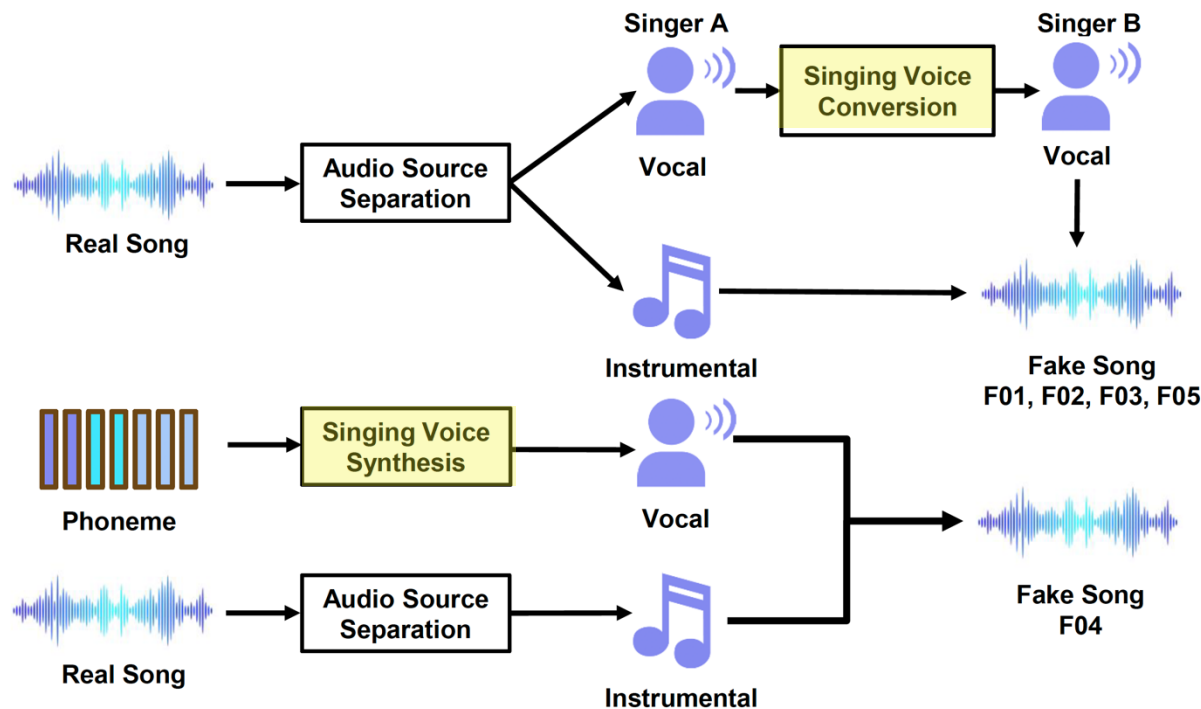 Singer A
Singer B
Singing Voice
Conversion
Vocal
Vocal
Audio Source
Separation
Real Song
Instrumental
Fake Song
F01, F02, F03, F05
Phoneme
Singing Voice
Synthesis
Vocal
Real Song
Audio Source
Separation
Instrumental
Fake Song
F04